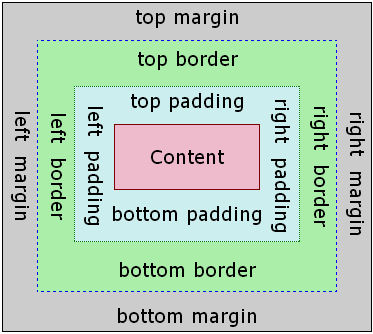 top margin
top border
top padding
left margin
left border
left padding
Content
right padding
right border
right margin
bottom padding
bottom border
bottom margin